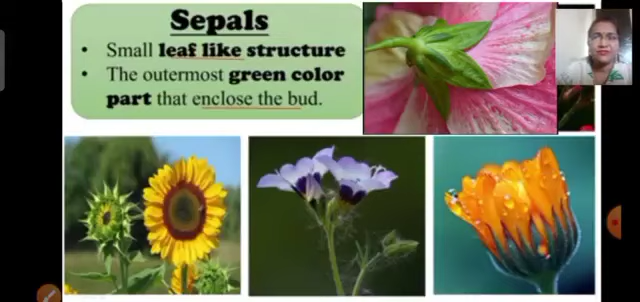 Sepals
• Small leaf like structure
• The outermost green color
part that enclose the bud.